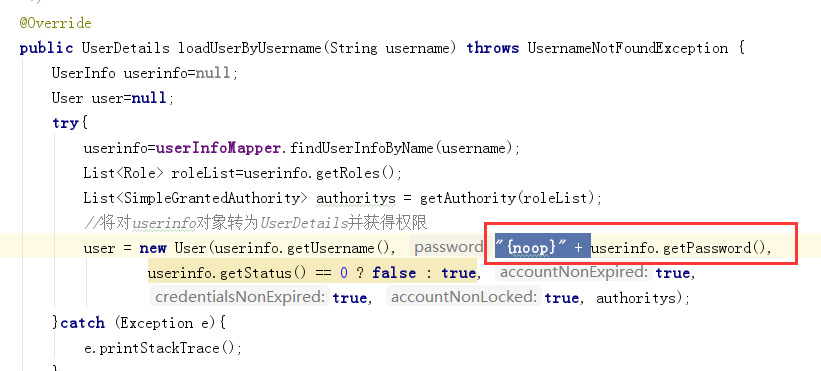 @Override
public UserDetails loadUserByUsername(String username) throws UsernameNotFoundException {
UserInfo userinfo=null;
User user=null;
try{
userinfo=userInfoMapper.findUserInfoByName(username);
List<Role> roleList=userinfo.getRoles();
List<SimpleGrantedAuthority> authoritys = getAuthority(roleList);
//将对userinfo对象转为UserDetails并获得权限
user = new User(userinfo.getUsername(), password "{noop}" + userinfo.getPassword(),
userinfo.getStatus() == 0 ? false : true, accountNonExpired: true,
credentialsNonExpired: true, accountNonLocked: true, authoritys);
}catch (Exception e){
e.printStackTrace();